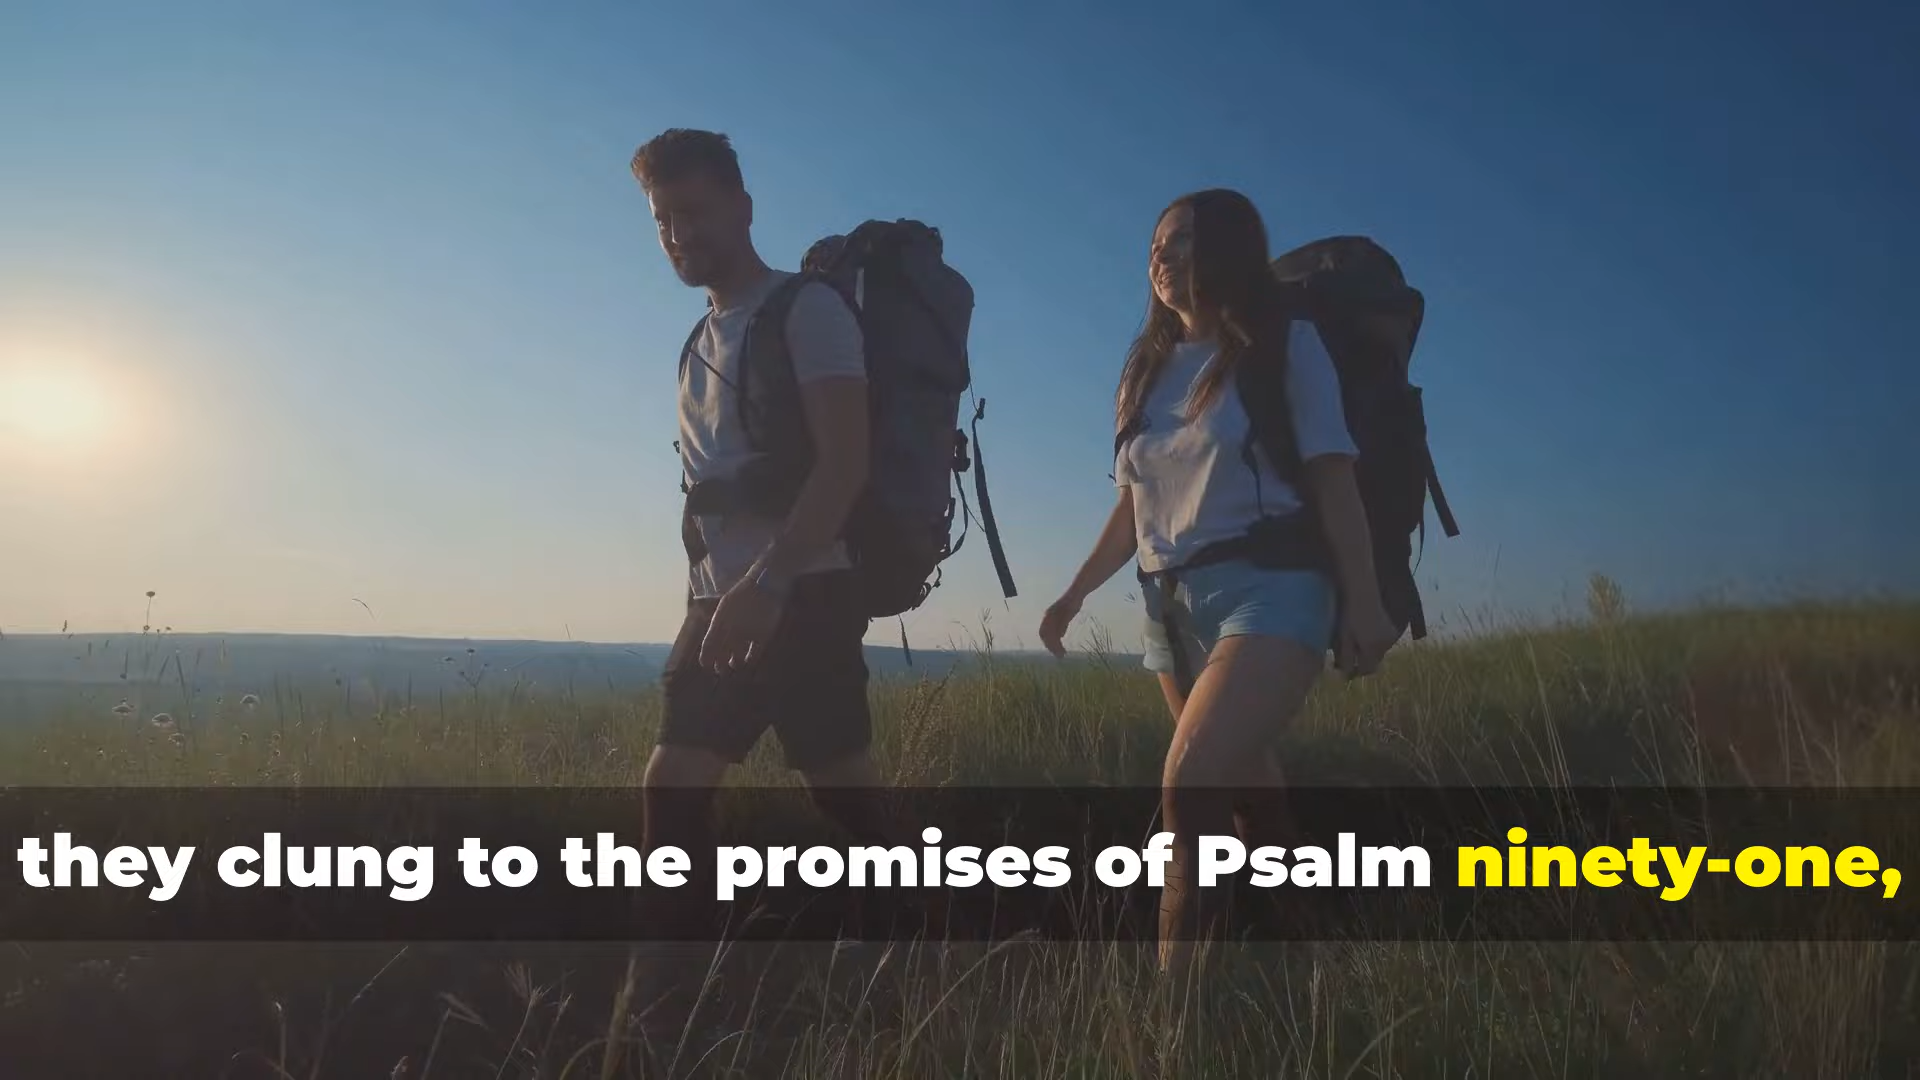 they clung to the promises of Psalm ninety-one,